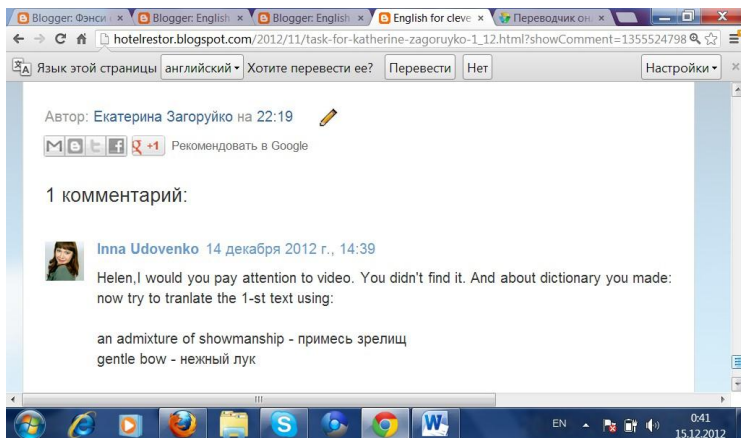 Blogger: Фэнси
Blogger: English
Blogger: English
English for cleve
Переводчик он
hotelrestor.blogspot.com/2012/11/task-for-katherine-zagoruyko-1_12.html?showComment=1355524798
Язык этой страницы английский Хотите перевести ее? Перевести Нет Настройки
Автор: Екатерина Загоруйко на 22:19
+1 Рекомендовать в Google
1 комментарий:
Inna Udovenko 14 декабря 2012 г., 14:39
Helen,I would you pay attention to video. You didn't find it. And about dictionary you made:
now try to tranlate the 1-st text using:
an admixture of showmanship - примесь зрелищ
gentle bow - нежный лук
EN 0:41
15.12.2012